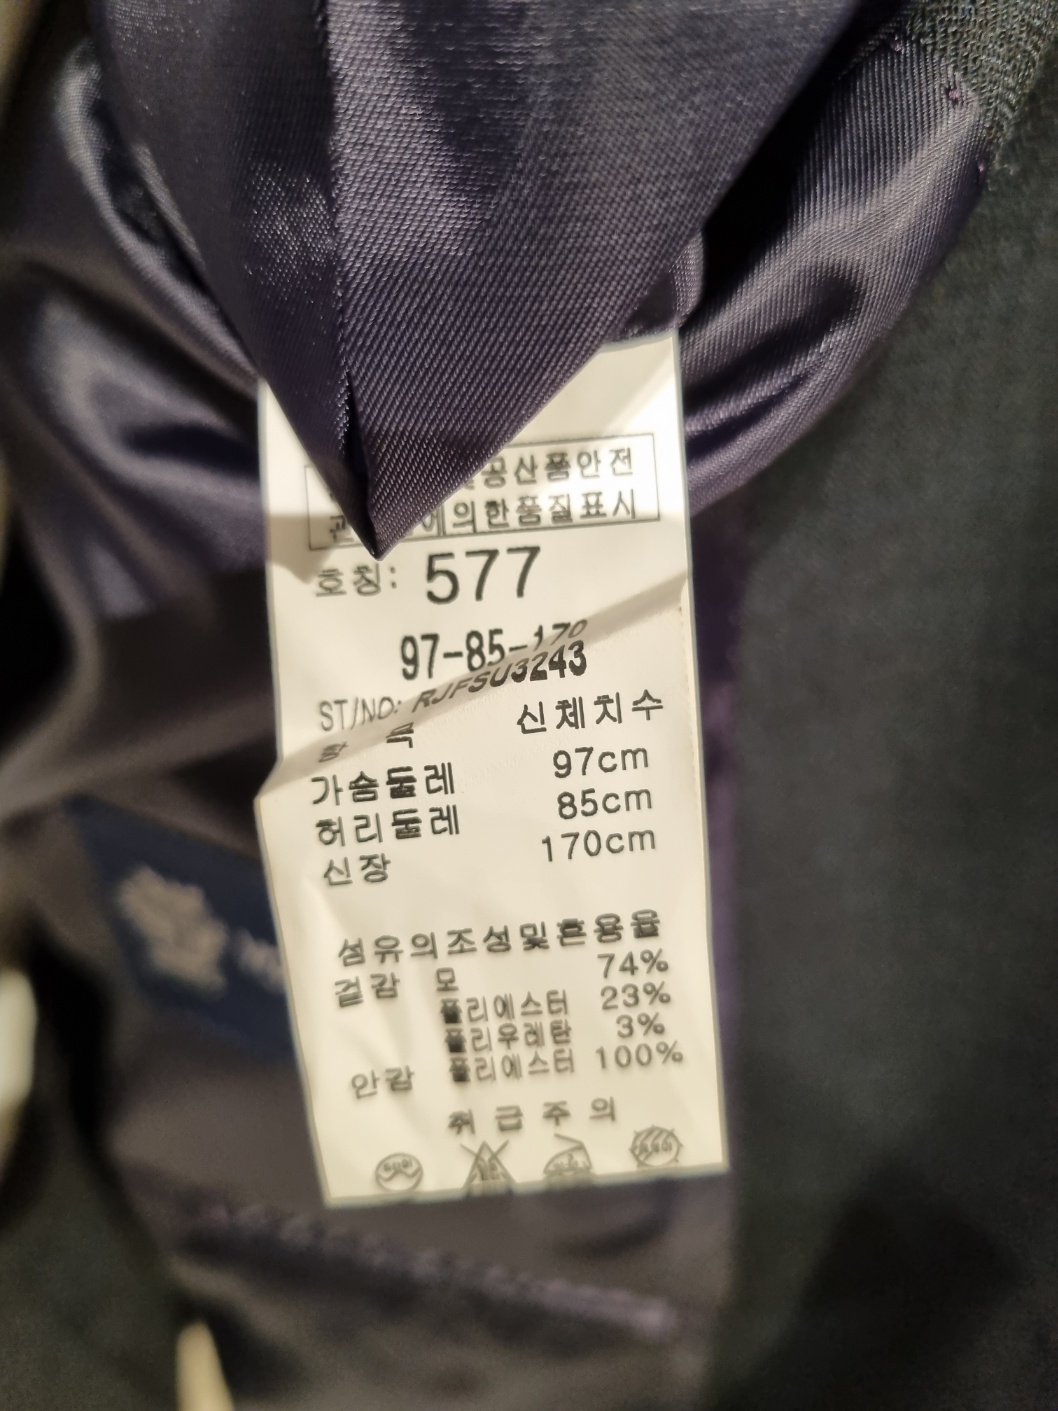 공산품안전
에의한품질표시
호칭: 577
97-85-170
ST/NO: RJFSU3243
신체치수
가슴둘레 97cm
허리둘레 85cm
신장 170cm
섬유의조성및혼용율
겉감 모 74%
폴리에스터 23%
폴리우레탄 3%
안감 폴리에스터 100%
취급주의